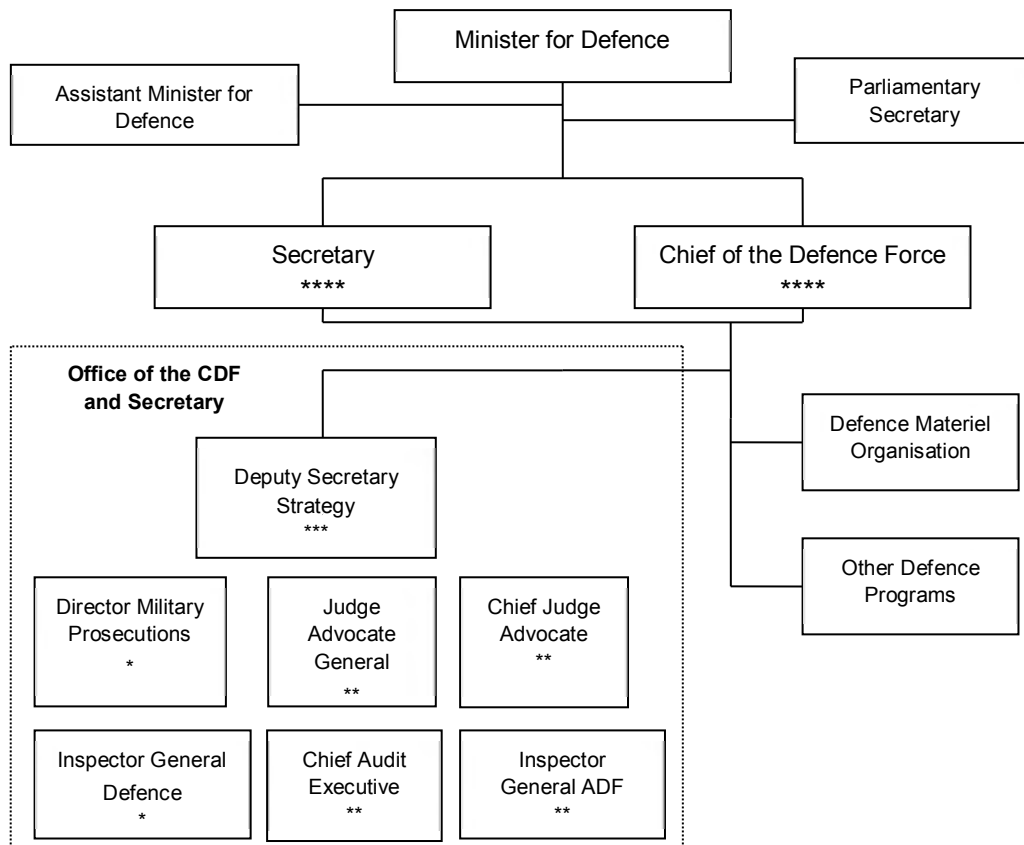 Minister for Defence
Assistant Minister for
Defence
Parliamentary
Secretary
Secretary
****
Chief of the Defence Force
****
Office of the CDF
and Secretary
Deputy Secretary
Strategy
***
Defence Materiel
Organisation
Other Defence
Programs
Director Military
Prosecutions
*
Judge
Advocate
General
**
Chief Judge
Advocate
**
Inspector General
Defence
*
Chief Audit
Executive
**
Inspector
General ADF
**